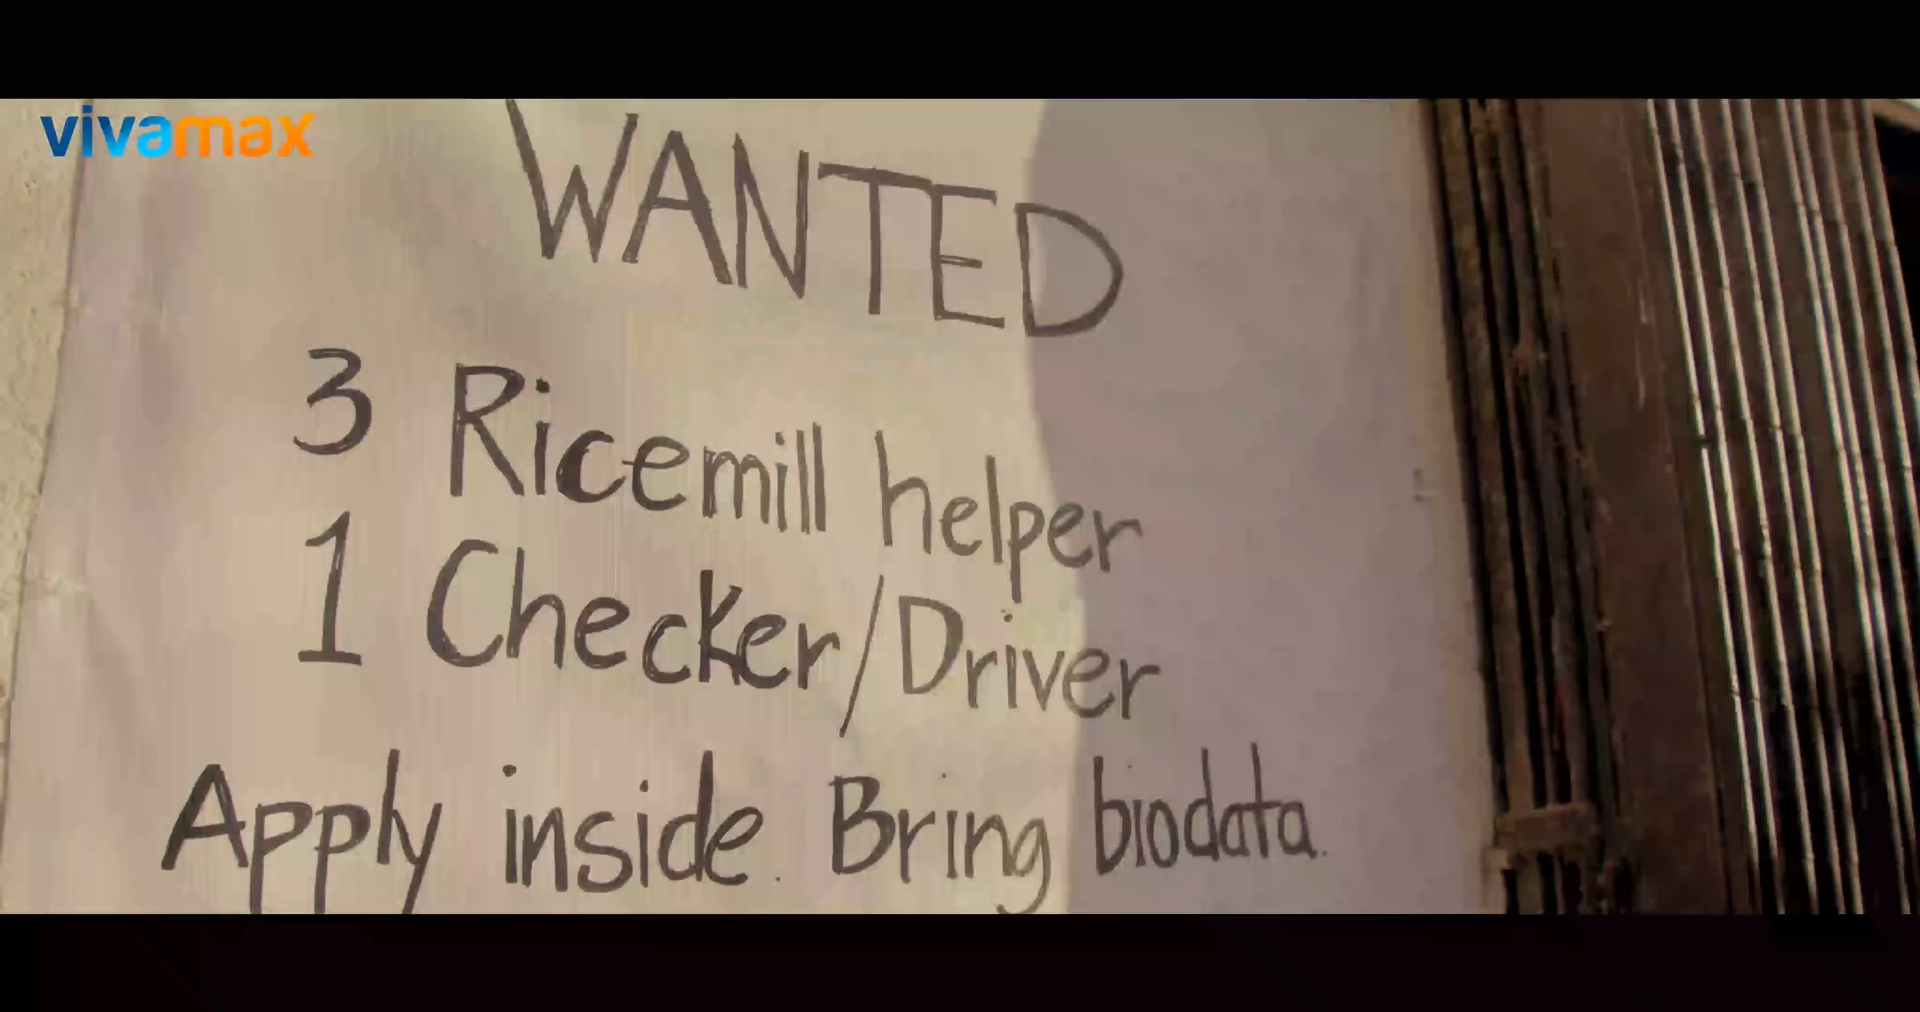 vivamax
WANTED
3 Ricemill helper
1 Checker/Driver
Apply inside. Bring biodata.